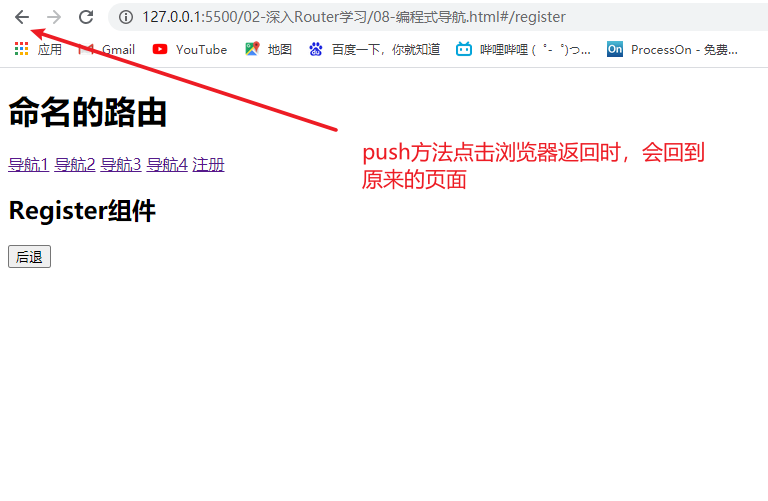 127.0.0.1:5500/02-深入Router学习/08-编程式导航.html#/register
应用 Gmail YouTube 地图 百度一下，你就知道 哔哩哔哩 (゜-゜)つ... On ProcessOn - 免费...
命名的路由
导航1 导航2 导航3 导航4 注册
push方法点击浏览器返回时，会回到
原来的页面
Register组件
后退